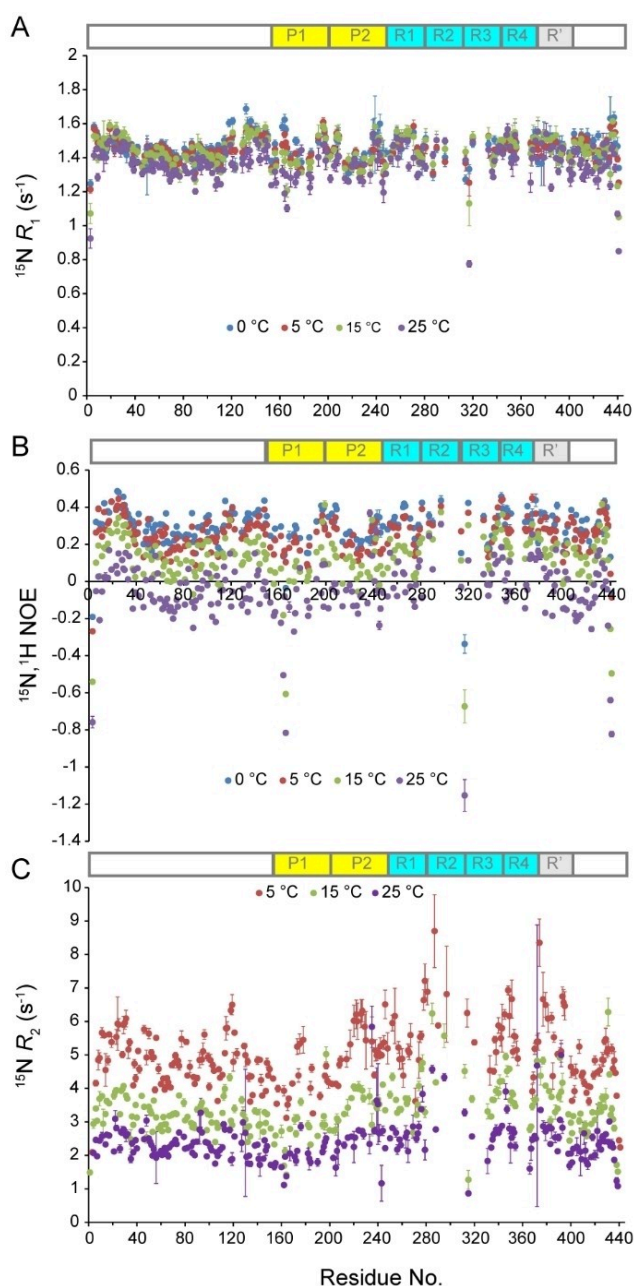 A
P1 P2 R1 R2 R3 R4 R'
2
1.8
1.6
1.4
1.2
1
0.8
0.6
0.4
0.2
0
¹⁵N R₁ (s⁻¹)
0 °C 5 °C 15 °C 25 °C
0 40 80 120 160 200 240 280 320 360 400 440
B
P1 P2 R1 R2 R3 R4 R'
0.6
0.4
0.2
0
-0.2
-0.4
-0.6
-0.8
-1
-1.2
-1.4
¹⁵N,¹H NOE
0 40 80 120 160 200 240 280 320 360 400 440
0 °C 5 °C 15 °C 25 °C
C
P1 P2 R1 R2 R3 R4 R'
5 °C 15 °C 25 °C
10
9
8
7
6
5
4
3
2
1
0
¹⁵N R₂ (s⁻¹)
0 40 80 120 160 200 240 280 320 360 400 440
Residue No.